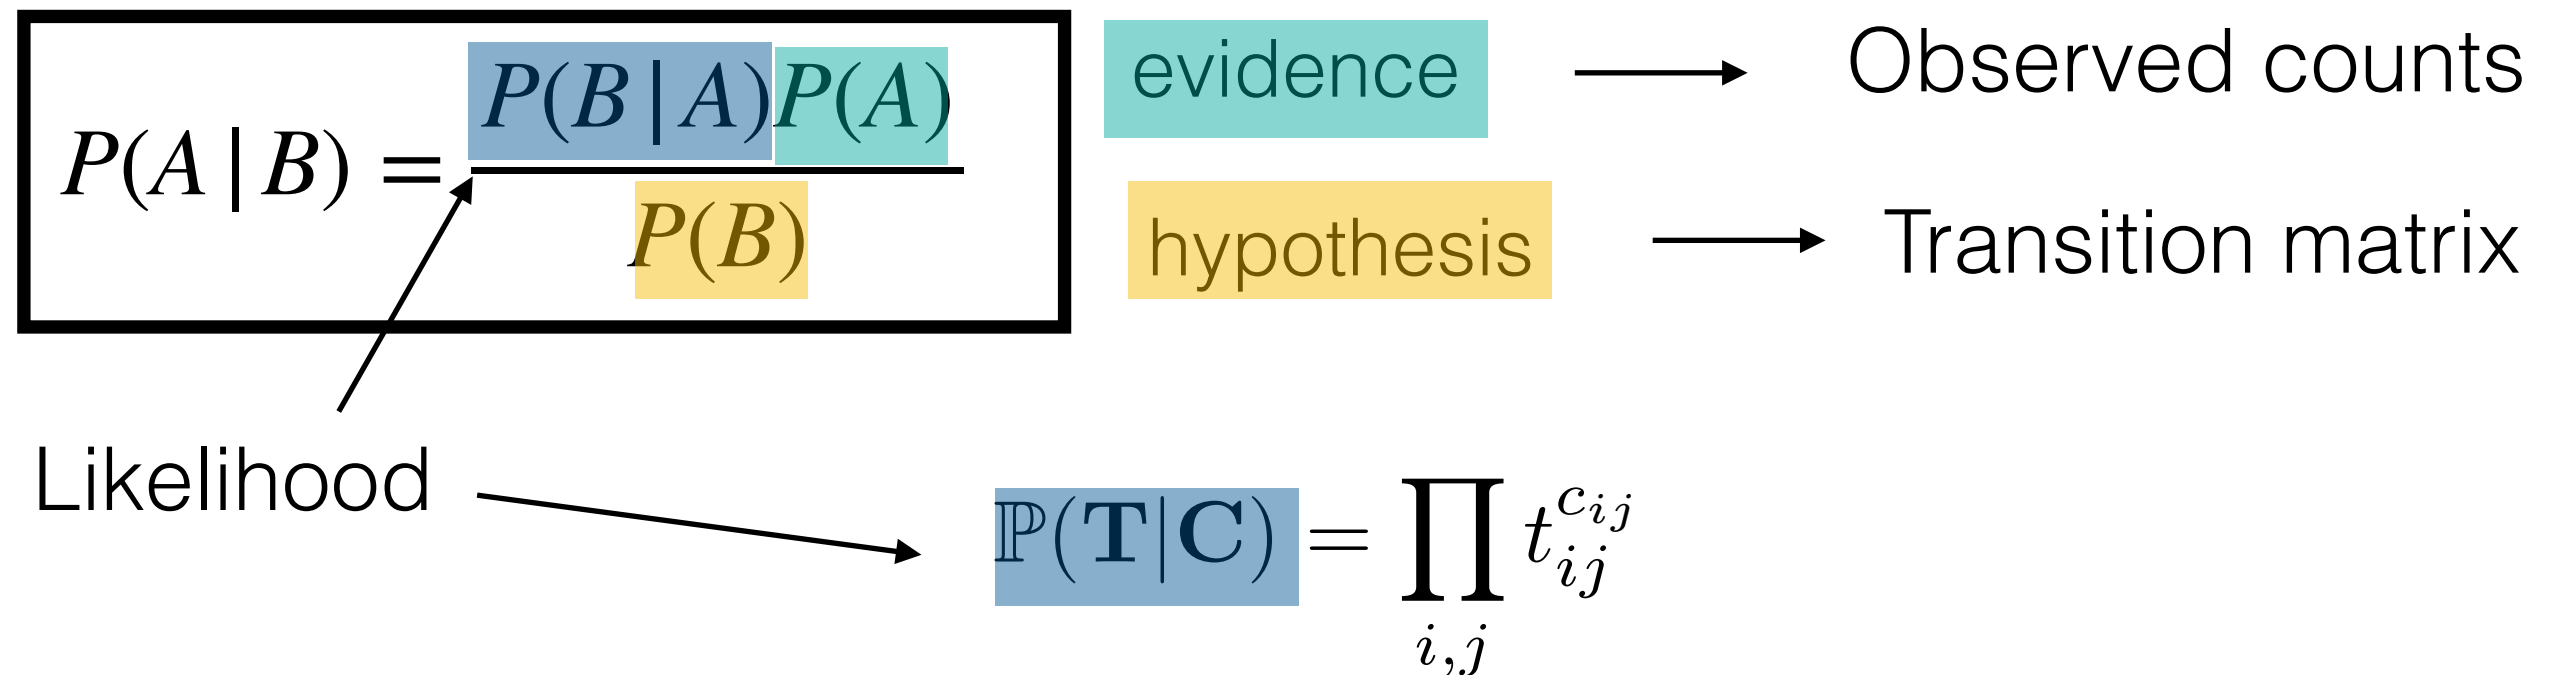 P(A | B) = P(B | A)P(A) / P(B)
evidence → Observed counts
hypothesis → Transition matrix
Likelihood
ℙ(𝐓|𝐂) = ∏_{i,j} t_{ij}^{c_{ij}}